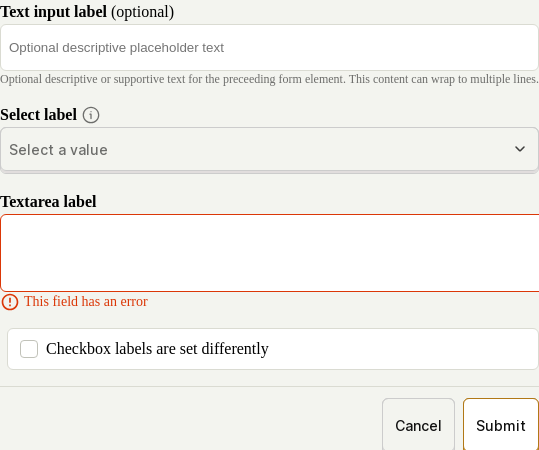 Text input label (optional)
Optional descriptive placeholder text
Optional descriptive or supportive text for the preceeding form element. This content can wrap to multiple lines.
Select label
Select a value
Textarea label
This field has an error
Checkbox labels are set differently
Cancel Submit